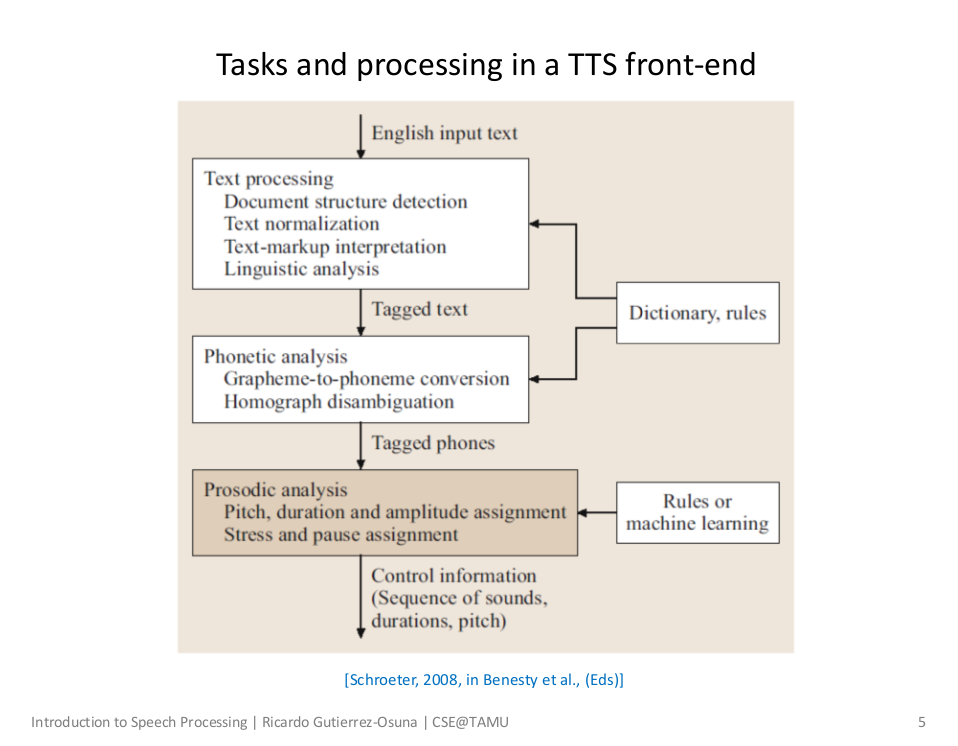 Tasks and processing in a TTS front-end
English input text
Text processing
Document structure detection
Text normalization
Text-markup interpretation
Linguistic analysis
Tagged text
Dictionary, rules
Phonetic analysis
Grapheme-to-phoneme conversion
Homograph disambiguation
Tagged phones
Prosodic analysis
Pitch, duration and amplitude assignment
Stress and pause assignment
Rules or
machine learning
Control information
(Sequence of sounds,
durations, pitch)
[Schroeter, 2008, in Benesty et al., (Eds)]
Introduction to Speech Processing | Ricardo Gutierrez-Osuna | CSE@TAMU
5